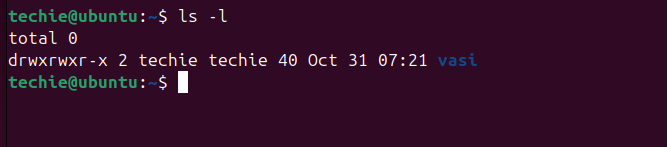 techie@ubuntu:~$ ls -l
total 0
drwxrwxr-x 2 techie techie 40 Oct 31 07:21 vasi
techie@ubuntu:~$